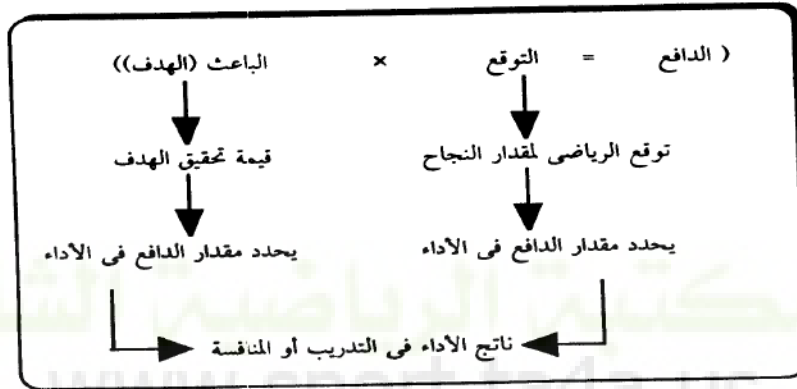 ( الدافع = التوقع × الباعث (الهدف))
توقع الرياضى لمقدار النجاح قيمة تحقيق الهدف
يحدد مقدار الدافع فى الأداء يحدد مقدار الدافع فى الأداء
ناتج الأداء فى التدريب أو المنافسة